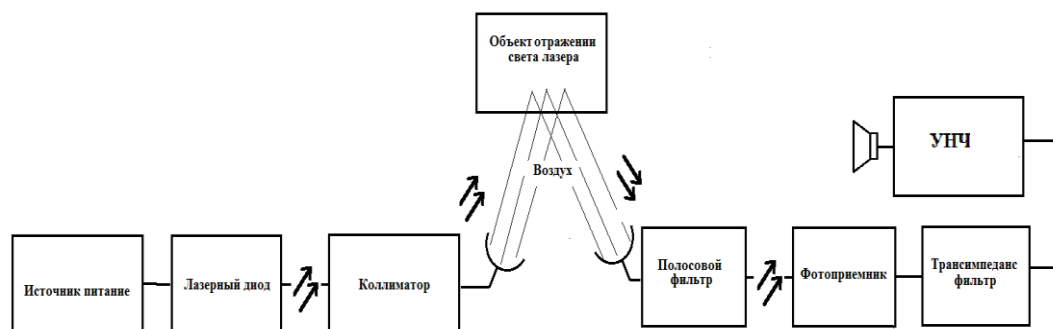 Объект отражении
света лазера
УНЧ
Воздух
Источник питание
Лазерный диод
Коллиматор
Полосовой
фильтр
Фотоприемник
Трансимпеданс
фильтр